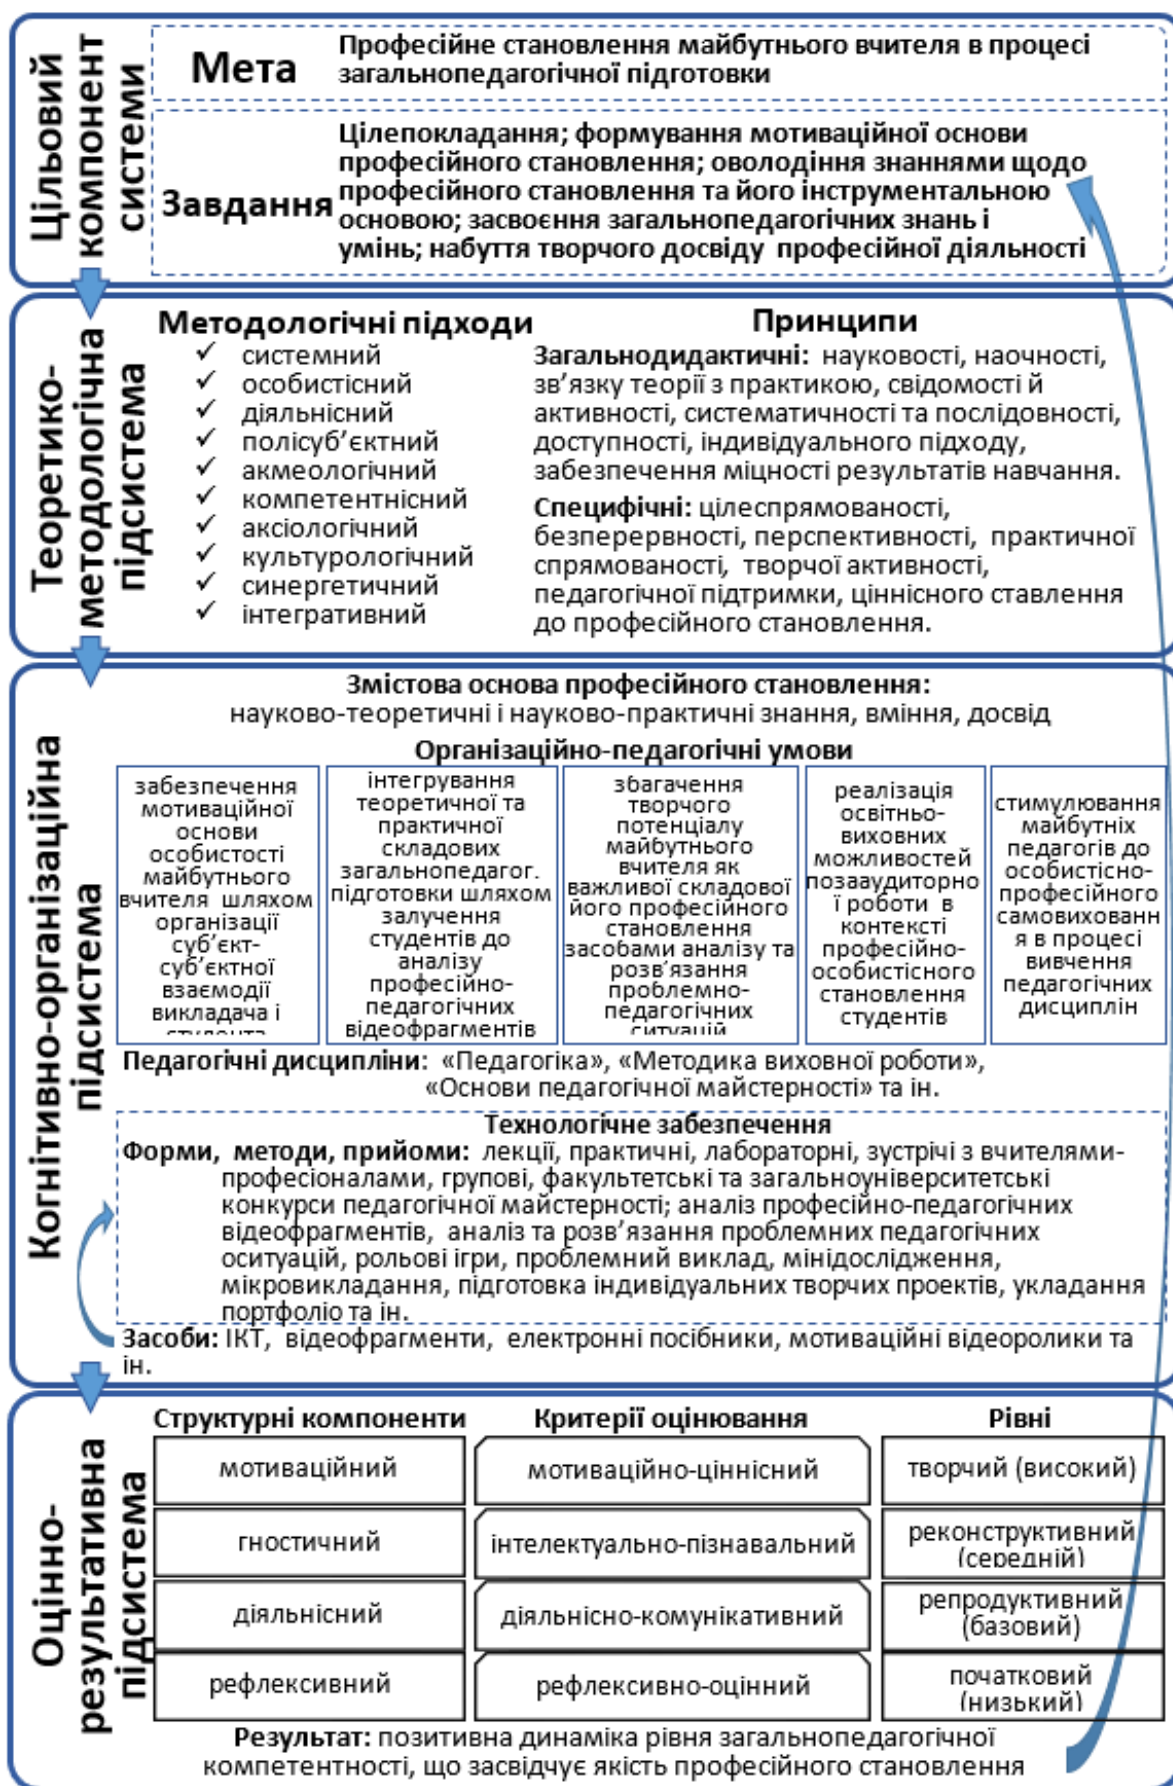 Цільовий
компонент
системи
Мета
Професійне становлення майбутнього вчителя в процесі
загальнопедагогічної підготовки
Завдання
Цілепокладання; формування мотиваційної основи
професійного становлення; оволодіння знаннями щодо
професійного становлення та його інструментальною
основою; засвоєння загальнопедагогічних знань і
умінь; набуття творчого досвіду професійної діяльності
Теоретико-
методологічна
підсистема
Методологічні підходи
✓ системний
✓ особистісний
✓ діяльнісний
✓ полісуб’єктний
✓ акмеологічний
✓ компетентнісний
✓ аксіологічний
✓ культурологічний
✓ синергетичний
✓ інтегративний
Принципи
Загальнодидактичні: науковості, наочності,
зв’язку теорії з практикою, свідомості й
активності, систематичності та послідовності,
доступності, індивідуального підходу,
забезпечення міцності результатів навчання.
Специфічні: цілеспрямованості,
безперервності, перспективності, практичної
спрямованості, творчої активності,
педагогічної підтримки, ціннісного ставлення
до професійного становлення.
Когнітивно-організаційна
підсистема
Змістова основа професійного становлення:
науково-теоретичні і науково-практичні знання, вміння, досвід
Організаційно-педагогічні умови
забезпечення
мотиваційної
основи
особистості
майбутнього
вчителя шляхом
організації
суб’єкт-
суб’єктної
взаємодії
викладача і
студента
інтегрування
теоретичної та
практичної
складових
загальнопедагог.
підготовки шляхом
залучення
студентів до
аналізу
професійно-
педагогічних
відеофрагментів
збагачення
творчого
потенціалу
майбутнього
вчителя як
важливої складової
його професійного
становлення
засобами аналізу та
розв’язання
проблемно-
педагогічних
ситуацій
реалізація
освітньо-
виховних
можливостей
позааудиторно
ї роботи в
контексті
професійно-
особистісного
становлення
студентів
стимулювання
майбутніх
педагогів до
особистісно-
професійного
самовиховання
я в процесі
вивчення
педагогічних
дисциплін
Педагогічні дисципліни: «Педагогіка», «Методика виховної роботи»,
«Основи педагогічної майстерності» та ін.
Технологічне забезпечення
Форми, методи, прийоми: лекції, практичні, лабораторні, зустрічі з вчителями-
професіоналами, групові, факультетські та загальноуніверситетські
конкурси педагогічної майстерності; аналіз професійно-педагогічних
відеофрагментів, аналіз та розв’язання проблемних педагогічних
оситуацій, рольові ігри, проблемний виклад, мінідослідження,
мікровикладання, підготовка індивідуальних творчих проектів, укладання
портфоліо та ін.
Засоби: ІКТ, відеофрагменти, електронні посібники, мотиваційні відеоролики та
ін.
Оцінно-
результативна
підсистема
Структурні компоненти
мотиваційний
гностичний
діяльнісний
рефлексивний
Критерії оцінювання
мотиваційно-ціннісний
інтелектуально-пізнавальний
діяльнісно-комунікативний
рефлексивно-оцінний
Рівні
творчий (високий)
реконструктивний
(середній)
репродуктивний
(базовий)
початковий
(низький)
Результат: позитивна динаміка рівня загальнопедагогічної
компетентності, що засвідчує якість професійного становлення